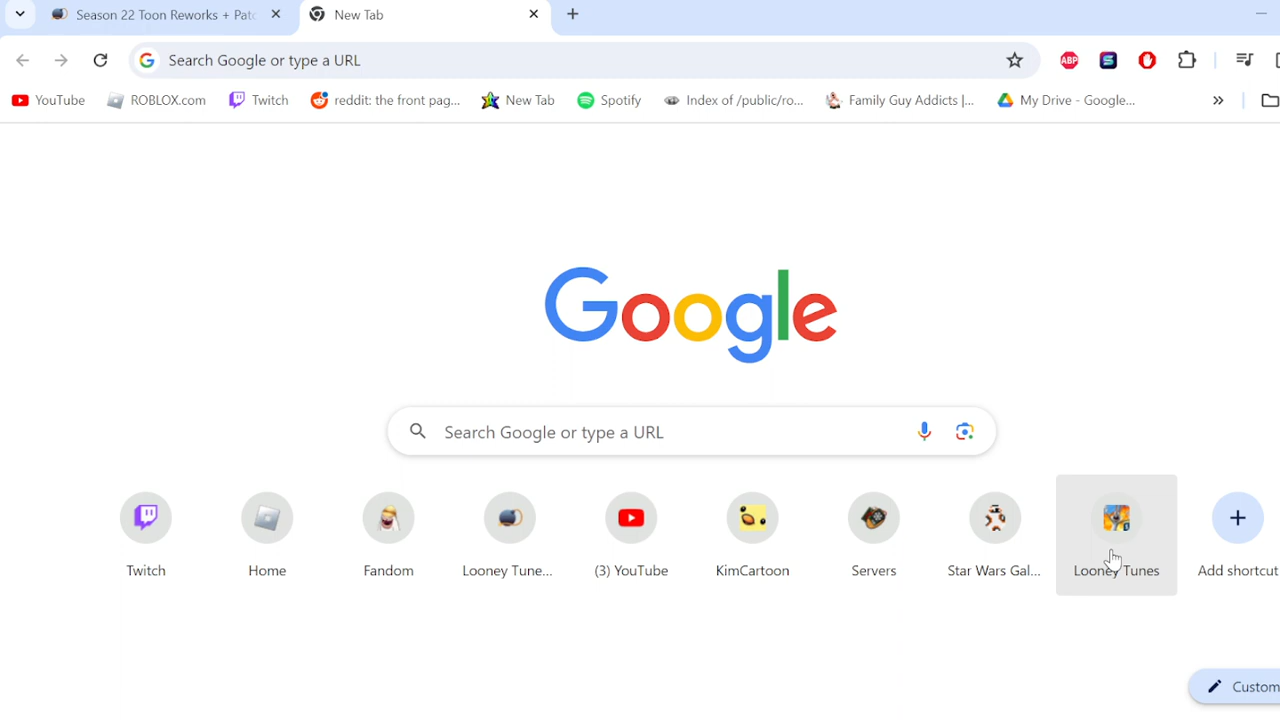 Season 22 Toon Reworks + Patc
New Tab
Search Google or type a URL
ABP
YouTube
ROBLOX.com
Twitch
reddit: the front pag...
New Tab
Spotify
Index of /public/ro...
Family Guy Addicts |...
My Drive - Google...
Google
Search Google or type a URL
Twitch
Home
Fandom
Looney Tune...
(3) YouTube
KimCartoon
Servers
Star Wars Gal...
Looney Tunes
Add shortcut
Custom